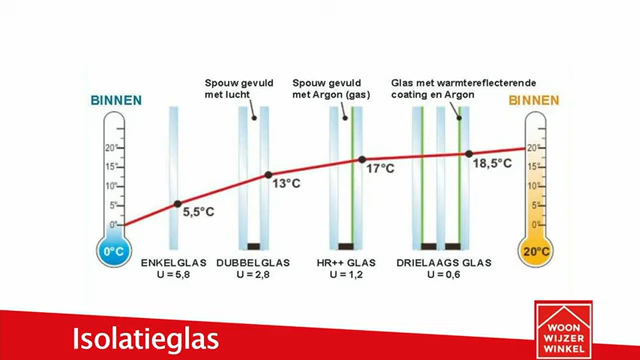 Spouw gevuld
met lucht
Spouw gevuld
met Argon (gas)
Glas met warmtereflecterende
coating en Argon
BINNEN
BINNEN
20°
15°
10°
5°
0°
20°
15°
10°
5°
0°
5,5°C
13°C
17°C
18,5°C
0°C
20°C
ENKELGLAS
U = 5,8
DUBBELGLAS
U = 2,8
HR++ GLAS
U = 1,2
DRIELAAGS GLAS
U = 0,6
Isolatieglas
WOON
WIJZER
WINKEL